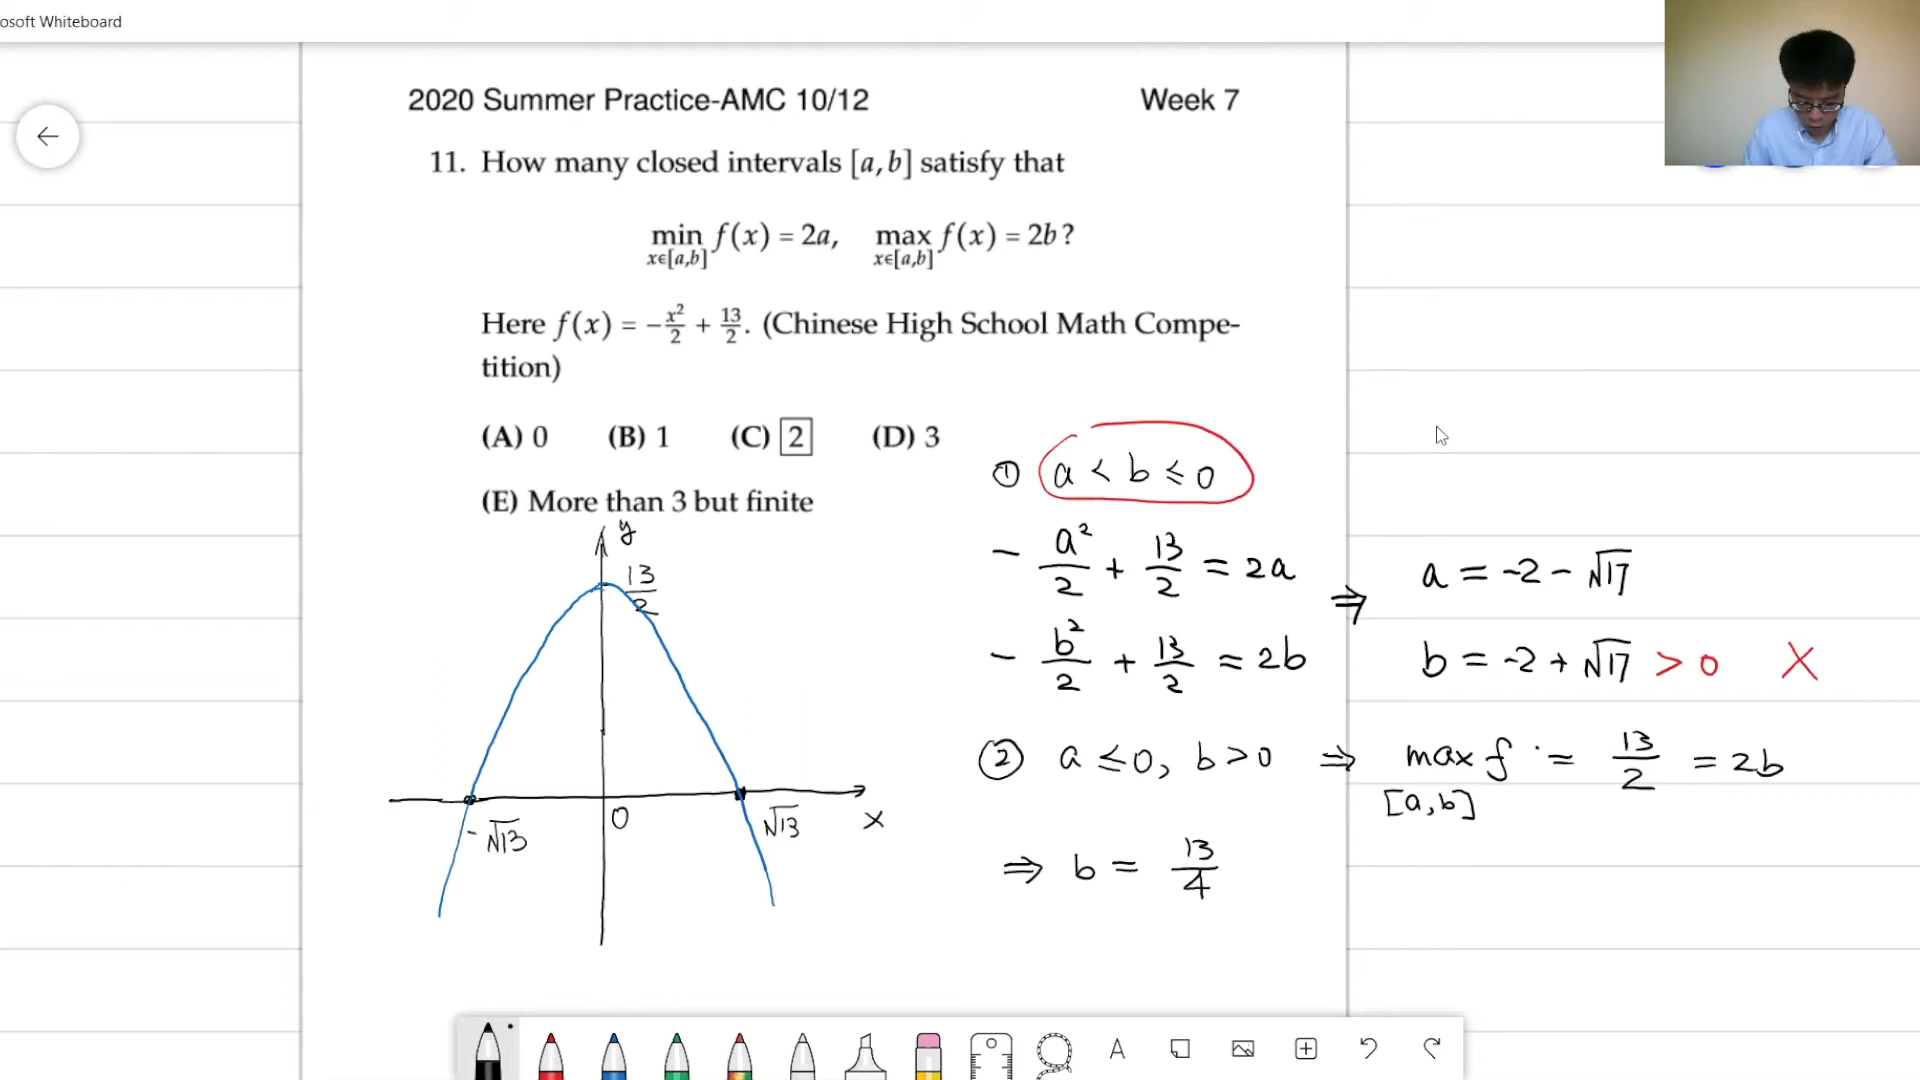 osoft Whiteboard
2020 Summer Practice-AMC 10/12 Week 7
11. How many closed intervals [a, b] satisfy that
min f(x) = 2a, max f(x) = 2b?
x∈[a,b] x∈[a,b]
Here f(x) = −x²/2 + 13/2. (Chinese High School Math Compe-
tition)
(A) 0 (B) 1 (C) 2 (D) 3
(E) More than 3 but finite
y
13/2
-√13
0
√13
x
① a < b ≤ 0
- a²/2 + 13/2 = 2a
- b²/2 + 13/2 = 2b
⇒ a = -2 - √17
b = -2 + √17 > 0 X
② a ≤ 0, b > 0 ⇒ max f = 13/2 = 2b
[a,b]
⇒ b = 13/4
A